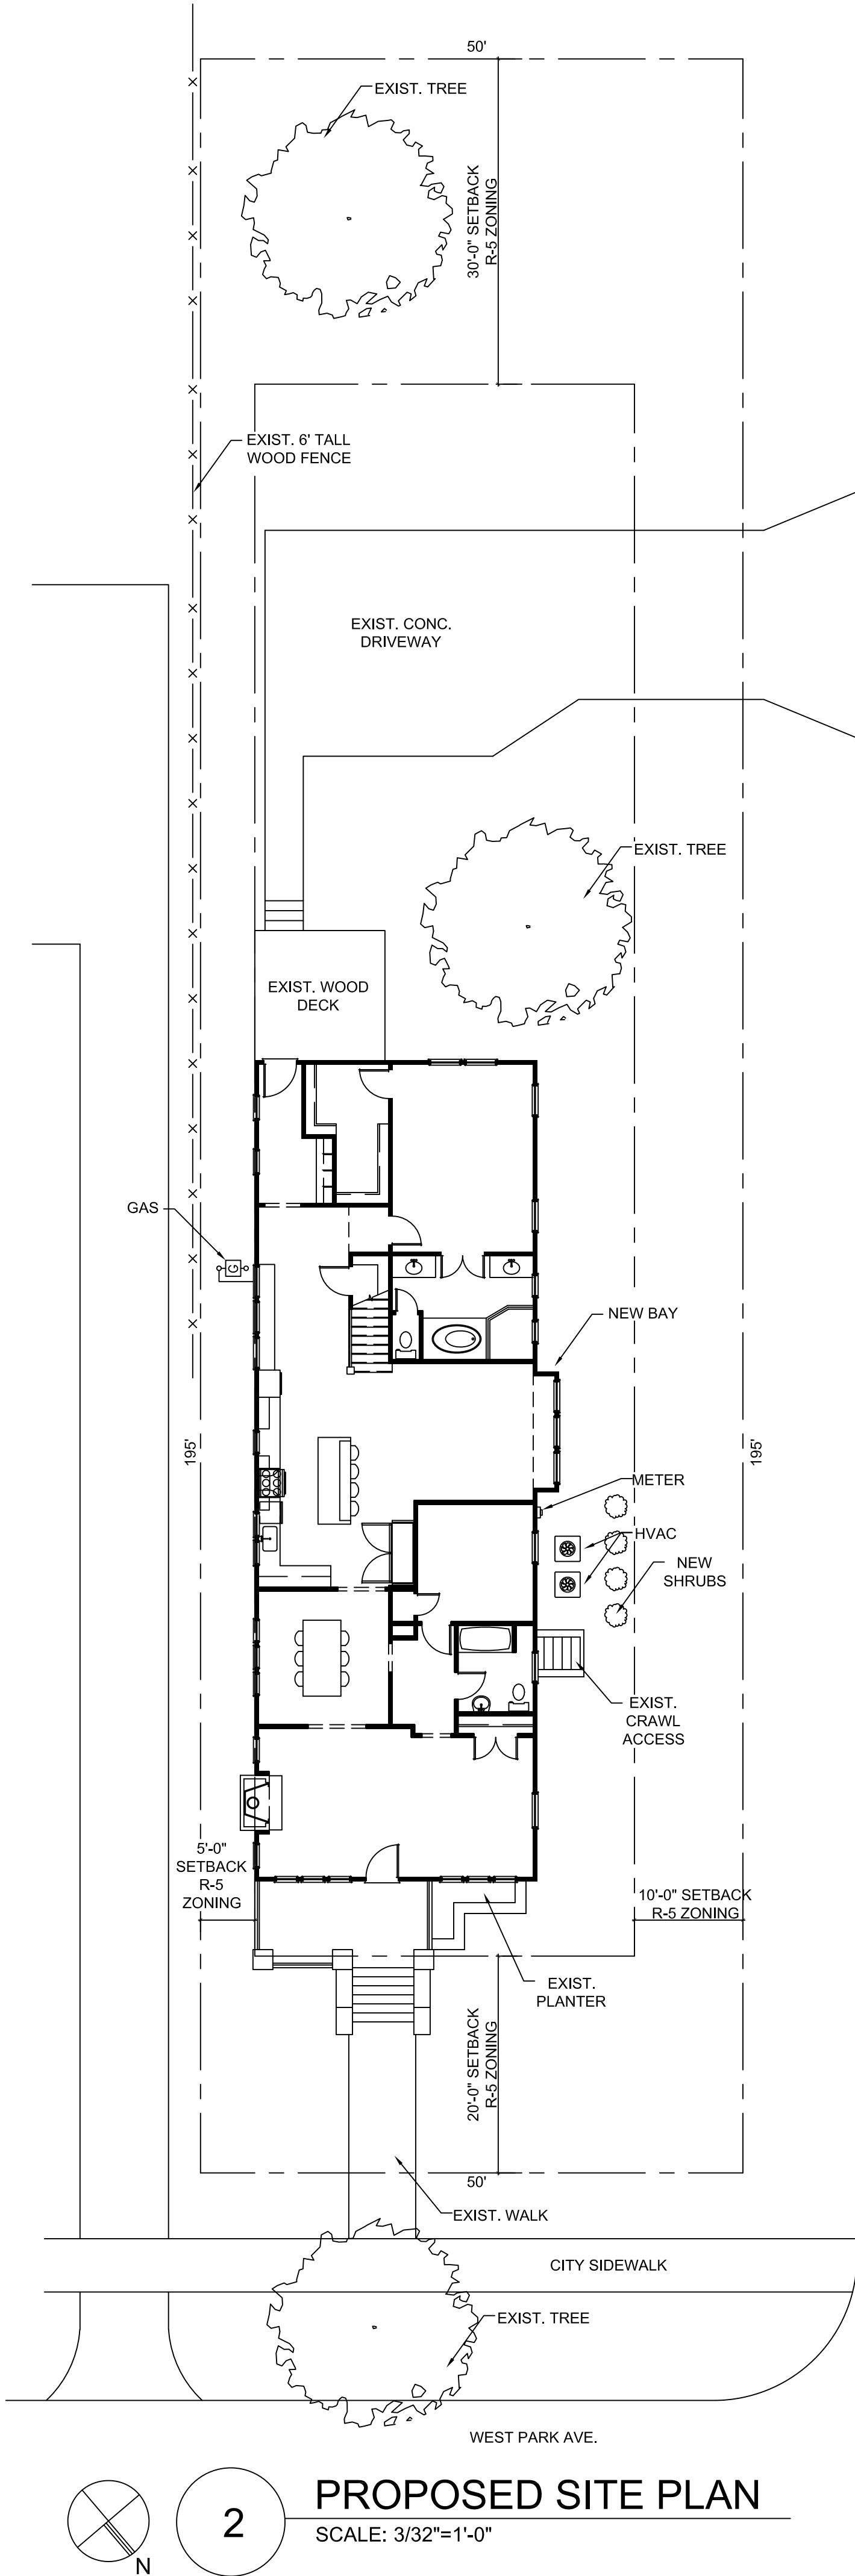 50'
EXIST. TREE
30'-0" SETBACK
R-5 ZONING
EXIST. 6' TALL
WOOD FENCE
EXIST. CONC.
DRIVEWAY
EXIST. TREE
EXIST. WOOD
DECK
GAS
G
NEW BAY
195'
195'
METER
HVAC
NEW
SHRUBS
EXIST.
CRAWL
ACCESS
5'-0"
SETBACK
R-5
ZONING
10'-0" SETBACK
R-5 ZONING
EXIST.
PLANTER
20'-0" SETBACK
R-5 ZONING
50'
EXIST. WALK
CITY SIDEWALK
EXIST. TREE
WEST PARK AVE.
N
2
PROPOSED SITE PLAN
SCALE: 3/32"=1'-0"